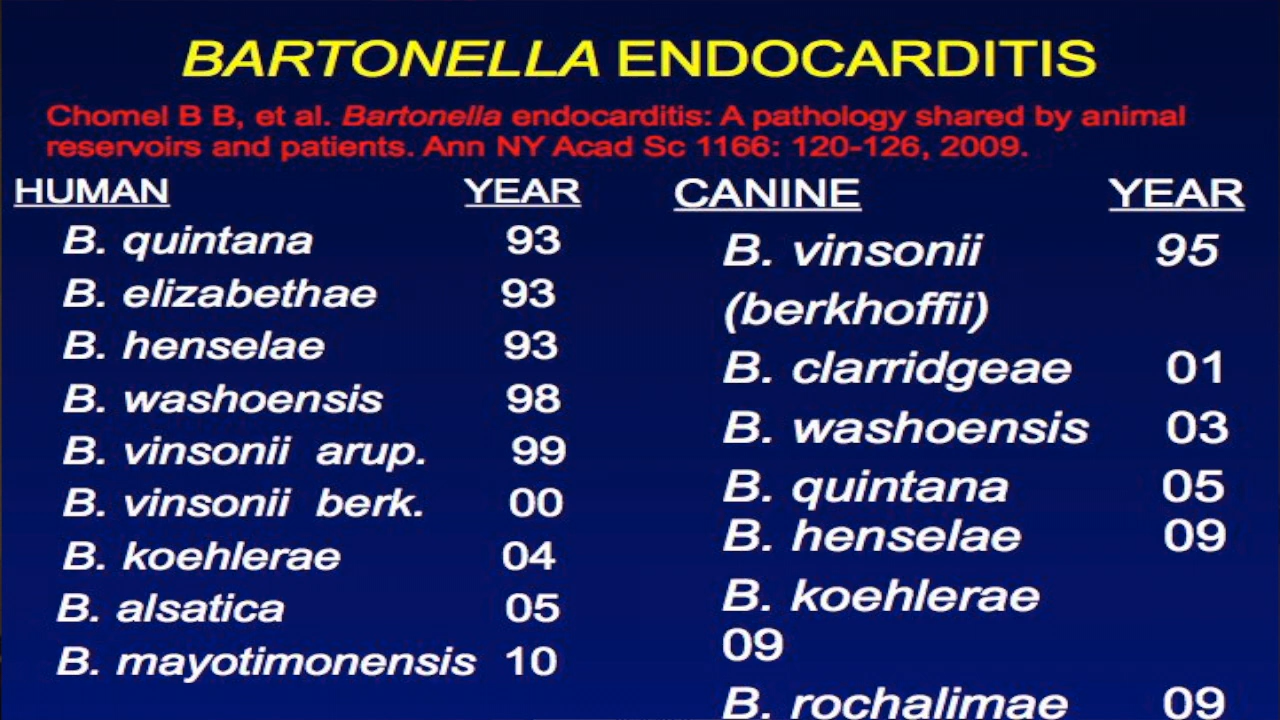 BARTONELLA ENDOCARDITIS
Chomel B B, et al. Bartonella endocarditis: A pathology shared by animal
reservoirs and patients. Ann NY Acad Sc 1166: 120-126, 2009.
HUMAN YEAR
B. quintana 93
B. elizabethae 93
B. henselae 93
B. washoensis 98
B. vinsonii arup. 99
B. vinsonii berk. 00
B. koehlerae 04
B. alsatica 05
B. mayotimonensis 10
CANINE YEAR
B. vinsonii 95
(berkhoffii)
B. clarridgeae 01
B. washoensis 03
B. quintana 05
B. henselae 09
B. koehlerae
09
B. rochalimae 09